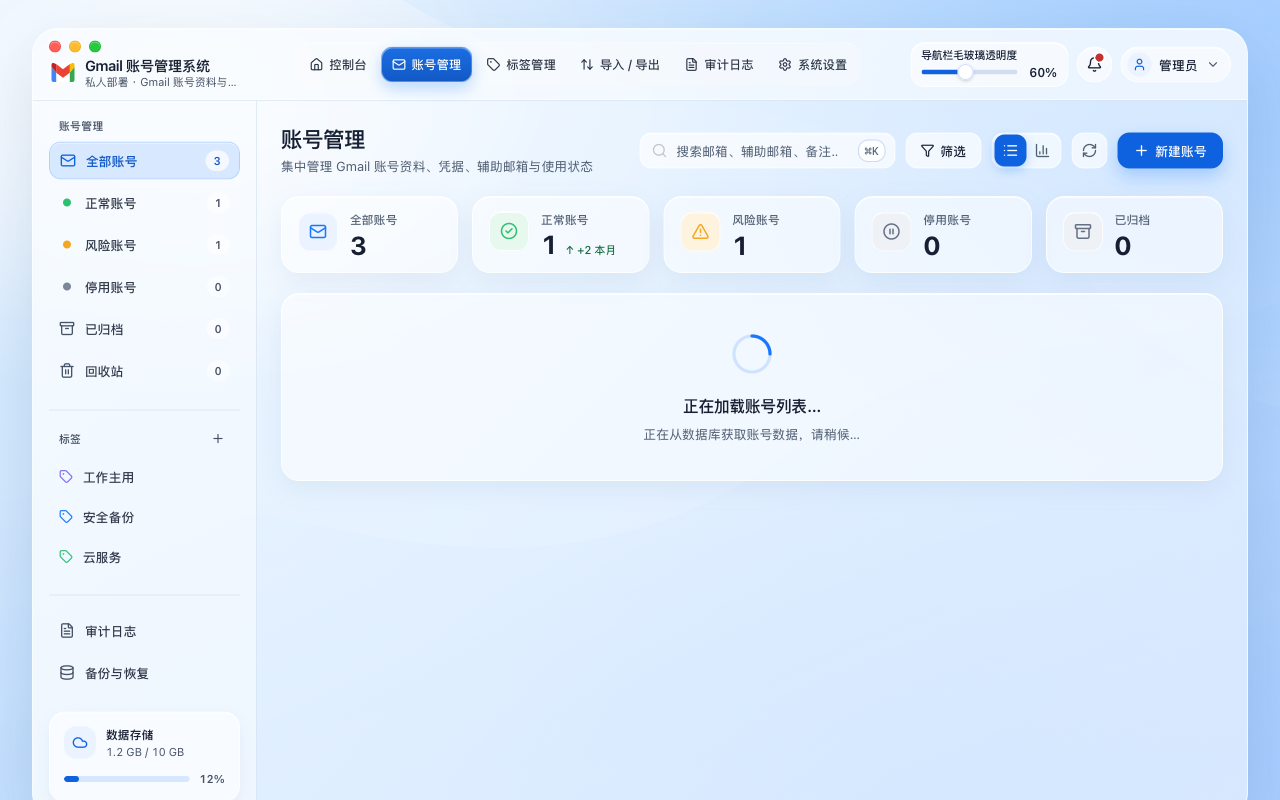 Gmail 账号管理系统
私人部署 · Gmail 账号资料与...
控制台
账号管理
标签管理
导入 / 导出
审计日志
系统设置
导航栏毛玻璃透明度
60%
管理员
账号管理
全部账号 3
正常账号 1
风险账号 1
停用账号 0
已归档 0
回收站 0
标签
工作主用
安全备份
云服务
审计日志
备份与恢复
数据存储
1.2 GB / 10 GB
12%
账号管理
集中管理 Gmail 账号资料、凭据、辅助邮箱与使用状态
搜索邮箱、辅助邮箱、备注..
⌘K
筛选
新建账号
全部账号
3
正常账号
1 ↑ +2 本月
风险账号
1
停用账号
0
已归档
0
正在加载账号列表...
正在从数据库获取账号数据，请稍候...